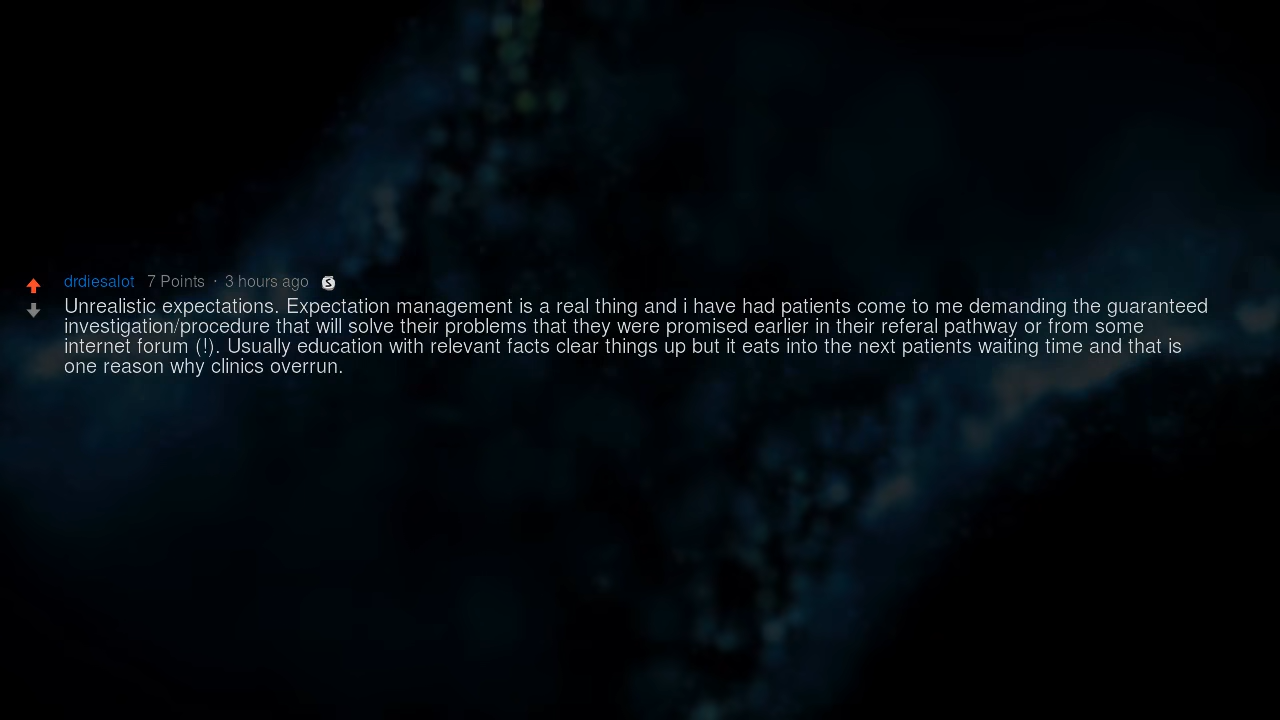 drdiesalot 7 Points · 3 hours ago
Unrealistic expectations. Expectation management is a real thing and i have had patients come to me demanding the guaranteed
investigation/procedure that will solve their problems that they were promised earlier in their referal pathway or from some
internet forum (!). Usually education with relevant facts clear things up but it eats into the next patients waiting time and that is
one reason why clinics overrun.